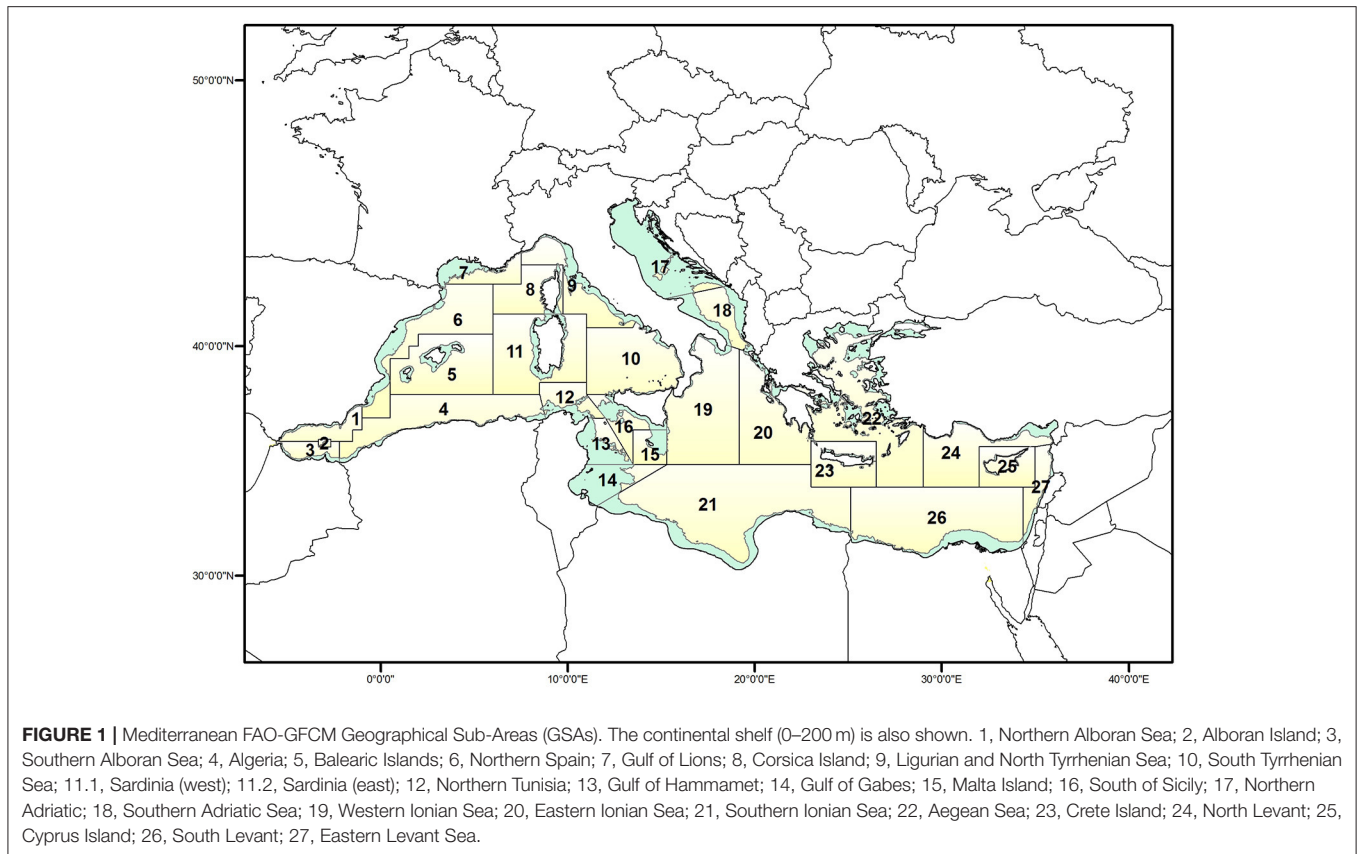 50°0'0"N
17
7
8
9
18
6
40°0'0"N
11
10
5
12
4
19
22
1
16
20
2
3
13
24
15
23
25
14
27
21
26
30°0'0"N
0°0'0"
10°0'0"E
20°0'0"E
30°0'0"E
40°0'0"E
FIGURE 1 | Mediterranean FAO-GFCM Geographical Sub-Areas (GSAs). The continental shelf (0–200 m) is also shown. 1, Northern Alboran Sea; 2, Alboran Island; 3,
Southern Alboran Sea; 4, Algeria; 5, Balearic Islands; 6, Northern Spain; 7, Gulf of Lions; 8, Corsica Island; 9, Ligurian and North Tyrrhenian Sea; 10, South Tyrrhenian
Sea; 11.1, Sardinia (west); 11.2, Sardinia (east); 12, Northern Tunisia; 13, Gulf of Hammamet; 14, Gulf of Gabes; 15, Malta Island; 16, South of Sicily; 17, Northern
Adriatic; 18, Southern Adriatic Sea; 19, Western Ionian Sea; 20, Eastern Ionian Sea; 21, Southern Ionian Sea; 22, Aegean Sea; 23, Crete Island; 24, North Levant; 25,
Cyprus Island; 26, South Levant; 27, Eastern Levant Sea.